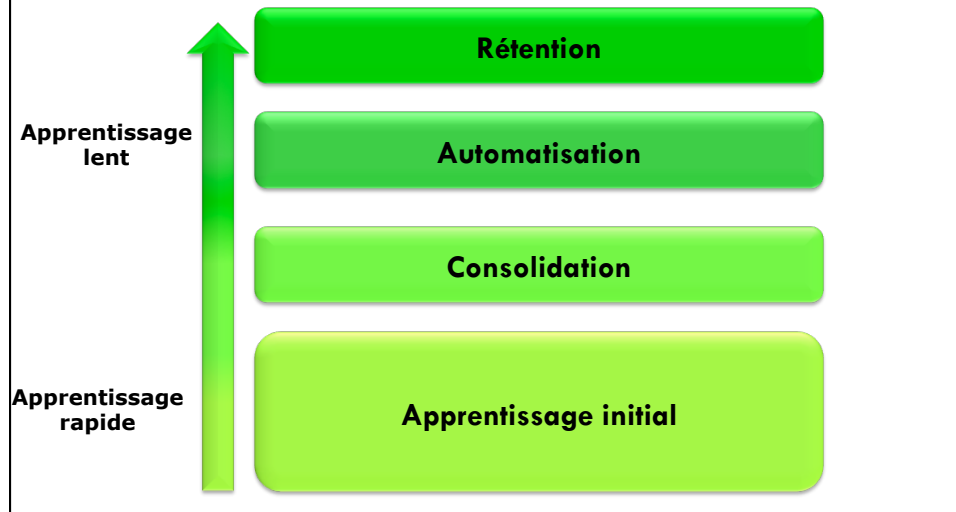 Rétention
Apprentissage
lent
Automatisation
Consolidation
Apprentissage
rapide
Apprentissage initial